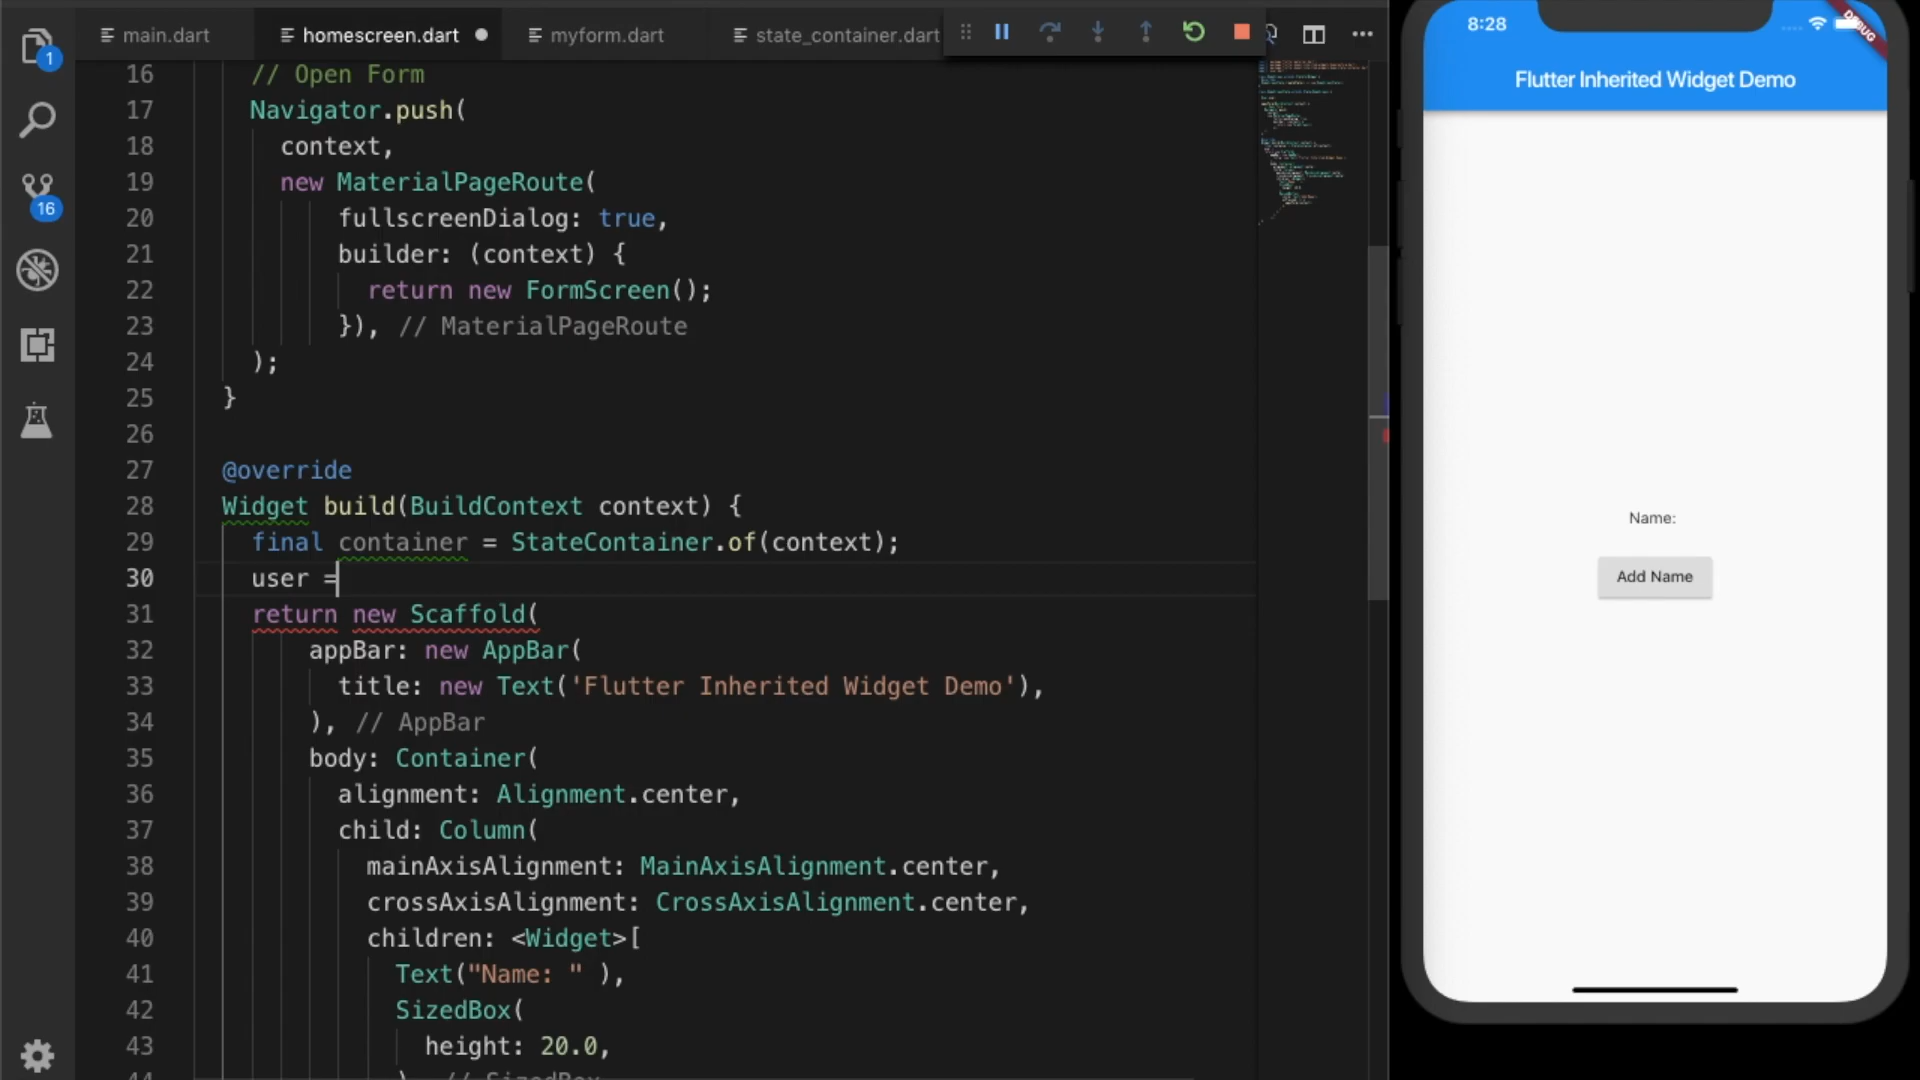 main.dart
homescreen.dart
myform.dart
state_container.dart
1
16
16 // Open Form
17 Navigator.push(
18 context,
19 new MaterialPageRoute(
20 fullscreenDialog: true,
21 builder: (context) {
22 return new FormScreen();
23 }), // MaterialPageRoute
24 );
25 }
26
27 @override
28 Widget build(BuildContext context) {
29 final container = StateContainer.of(context);
30 user =
31 return new Scaffold(
32 appBar: new AppBar(
33 title: new Text('Flutter Inherited Widget Demo'),
34 ), // AppBar
35 body: Container(
36 alignment: Alignment.center,
37 child: Column(
38 mainAxisAlignment: MainAxisAlignment.center,
39 crossAxisAlignment: CrossAxisAlignment.center,
40 children: <Widget>[
41 Text("Name: " ),
42 SizedBox(
43 height: 20.0,
44 ), // SizedBox
8:28
DEBUG
Flutter Inherited Widget Demo
Name:
Add Name